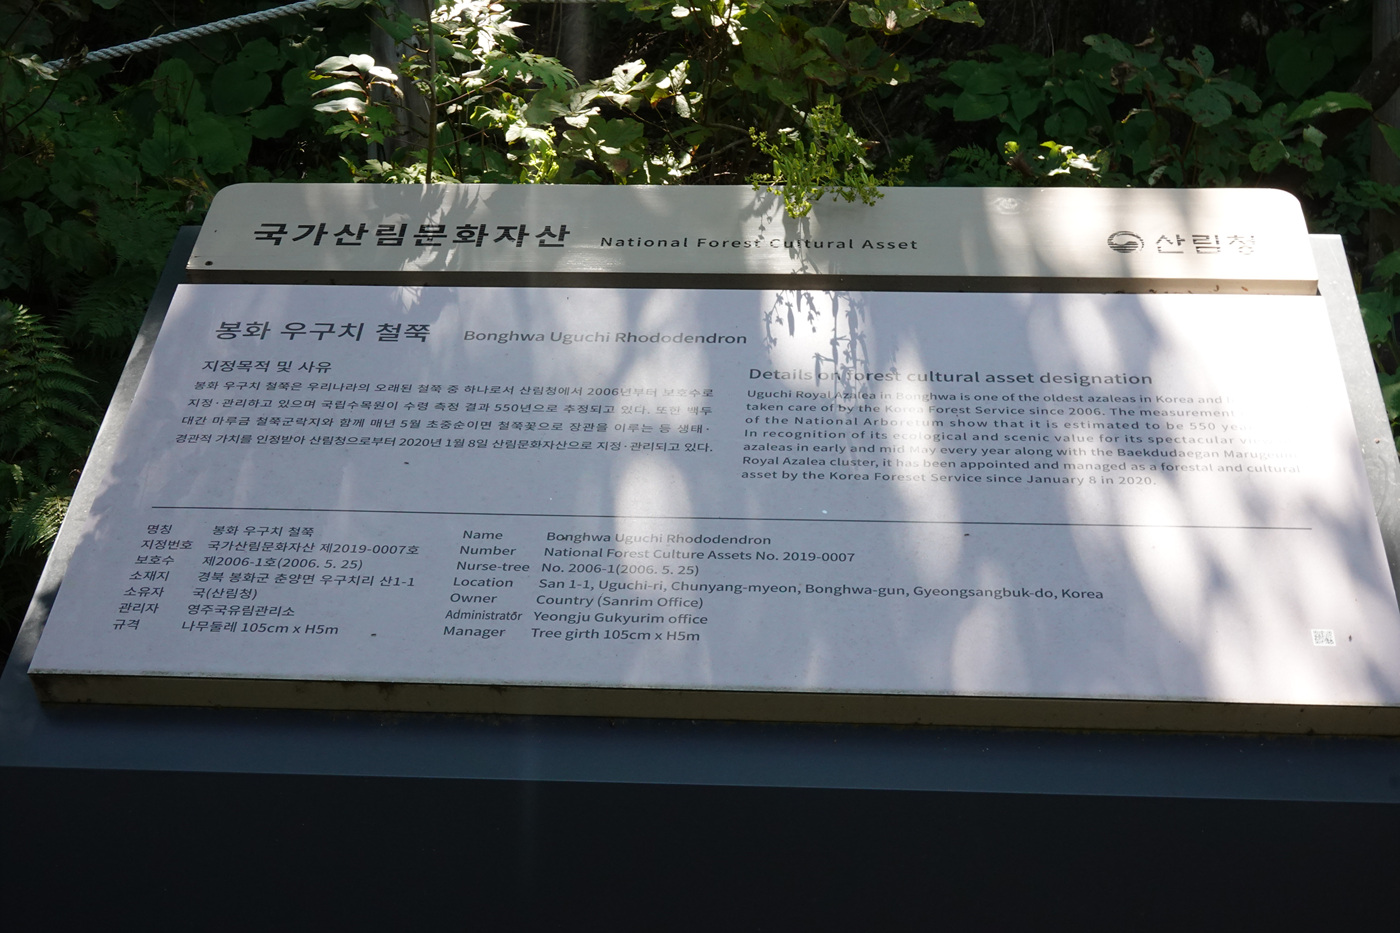 국가산림문화자산 National Forest Cultural Asset 산림청
봉화 우구치 철쭉 Bonghwa Uguchi Rhododendron
지정목적 및 사유
봉화 우구치 철쭉은 우리나라의 오래된 철쭉 중 하나로서 산림청에서 2006년부터 보호수로
지정·관리하고 있으며 국립수목원이 수령 측정 결과 550년으로 추정되고 있다. 또한 백두
대간 마루금 철쭉군락지와 함께 매년 5월 초중순이면 철쭉꽃으로 장관을 이루는 등 생태·
경관적 가치를 인정받아 산림청으로부터 2020년 1월 8일 산림문화자산으로 지정·관리되고 있다.
Details on forest cultural asset designation
Uguchi Royal Azalea in Bonghwa is one of the oldest azaleas in Korea and
taken care of by the Korea Forest Service since 2006. The measurement
of the National Arboretum show that it is estimated to be 550
In recognition of its ecological and scenic value for its spectacular
azaleas in early and mid May every year along with the Baekdudaegan
Royal Azalea cluster, it has been appointed and managed as a forestal and cultural
asset by the Korea Foreset Service since January 8 in 2020.
명칭 봉화 우구치 철쭉
지정번호 국가산림문화자산 제2019-0007호
보호수 제2006-1호(2006. 5. 25)
소재지 경북 봉화군 춘양면 우구치리 산1-1
소유자 국(산림청)
관리자 영주국유림관리소
규격 나무둘레 105cm x H5m
Name Bonghwa Uguchi Rhododendron
Number National Forest Culture Assets No. 2019-0007
Nurse-tree No. 2006-1(2006. 5. 25)
Location San 1-1, Uguchi-ri, Chunyang-myeon, Bonghwa-gun, Gyeongsangbuk-do, Korea
Owner Country (Sanrim Office)
Administrator Yeongju Gukyurim office
Manager Tree girth 105cm x H5m